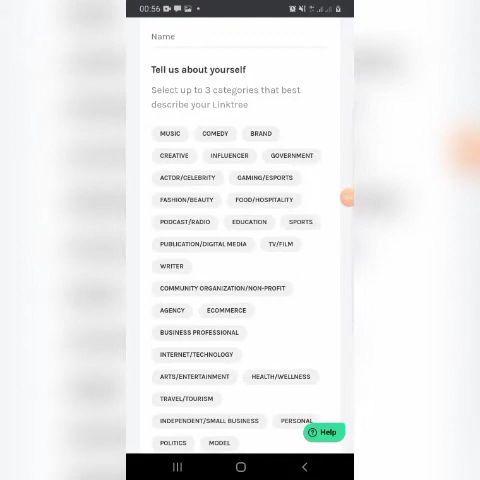 00:56
Name
Tell us about yourself
Select up to 3 categories that best
describe your Linktree
MUSIC COMEDY BRAND
CREATIVE INFLUENCER GOVERNMENT
ACTOR/CELEBRITY GAMING/ESPORTS
FASHION/BEAUTY FOOD/HOSPITALITY
PODCAST/RADIO EDUCATION SPORTS
PUBLICATION/DIGITAL MEDIA TV/FILM
WRITER
COMMUNITY ORGANIZATION/NON-PROFIT
AGENCY ECOMMERCE
BUSINESS PROFESSIONAL
INTERNET/TECHNOLOGY
ARTS/ENTERTAINMENT HEALTH/WELLNESS
TRAVEL/TOURISM
INDEPENDENT/SMALL BUSINESS PERSONAL
Help
POLITICS MODEL